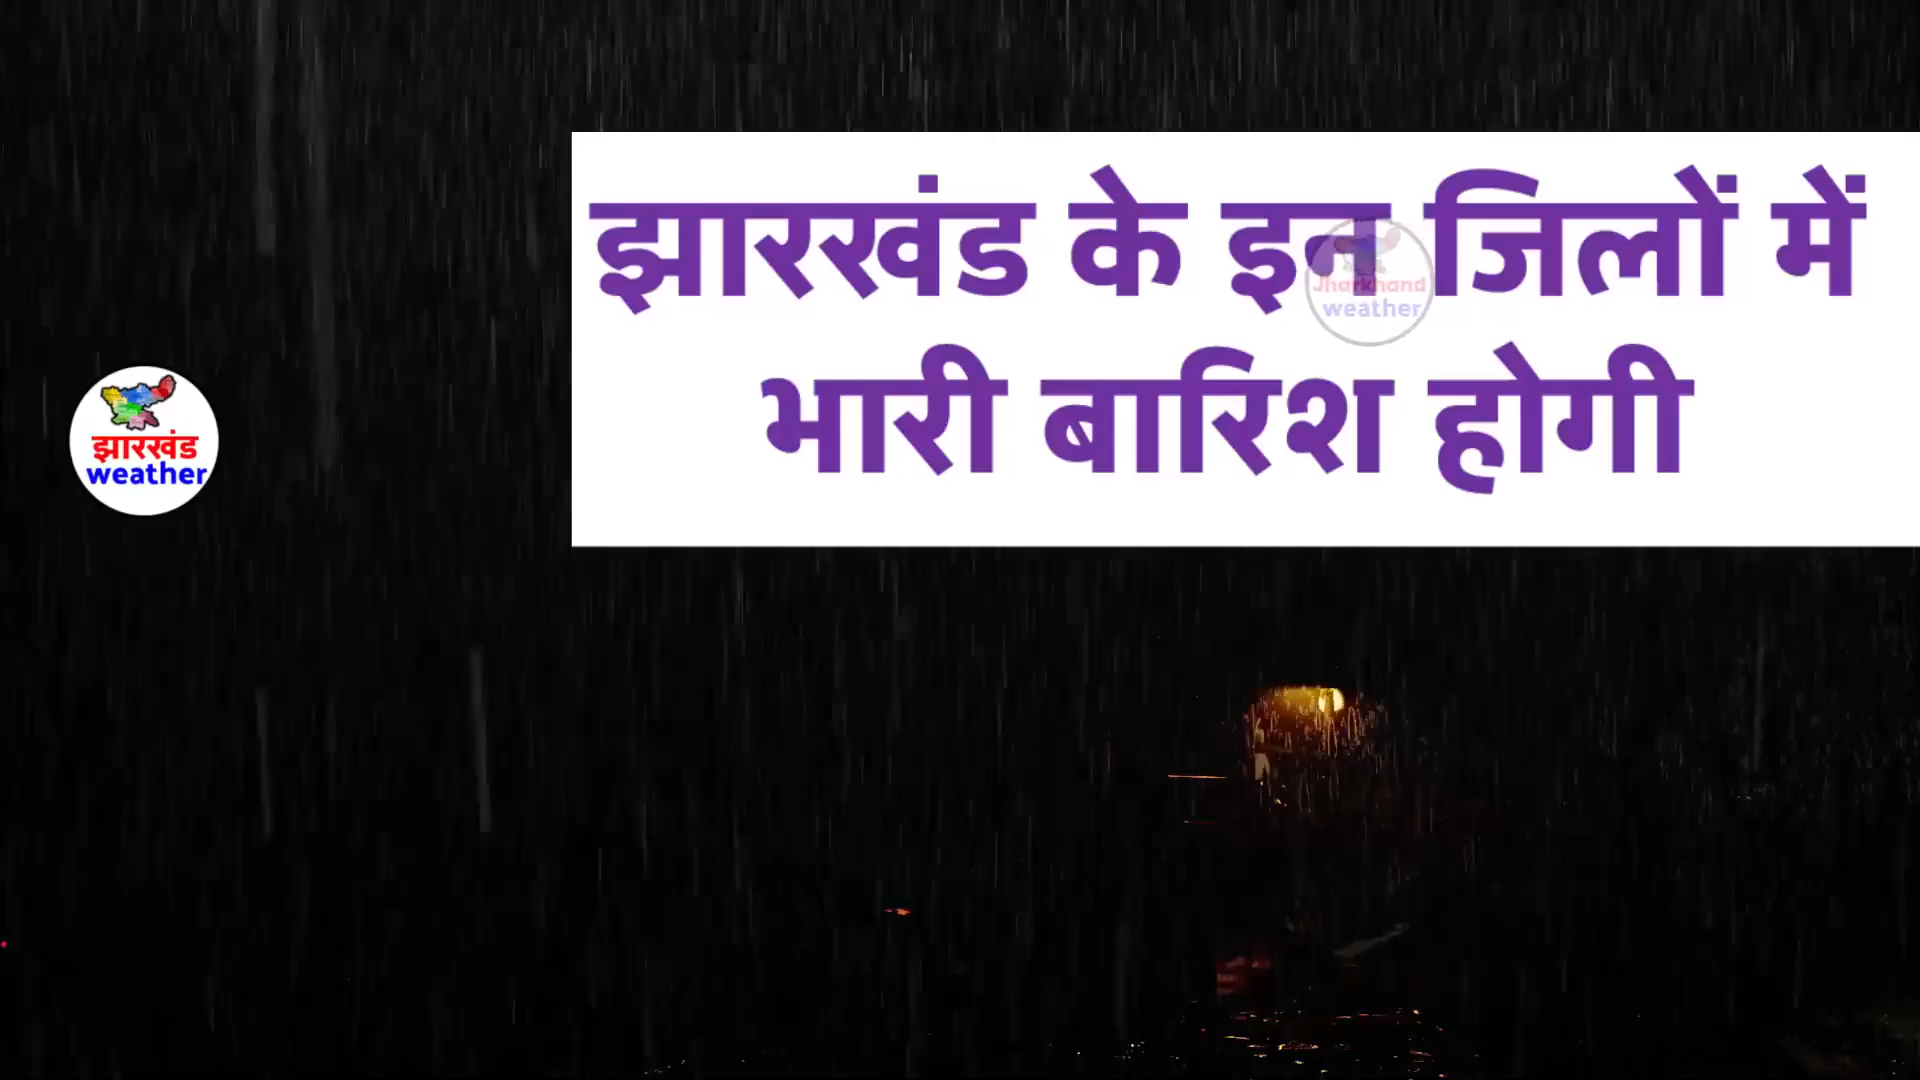 झारखंड के इन जिलों में
Jharkhand
weather
भारी बारिश होगी
झारखंड
weather